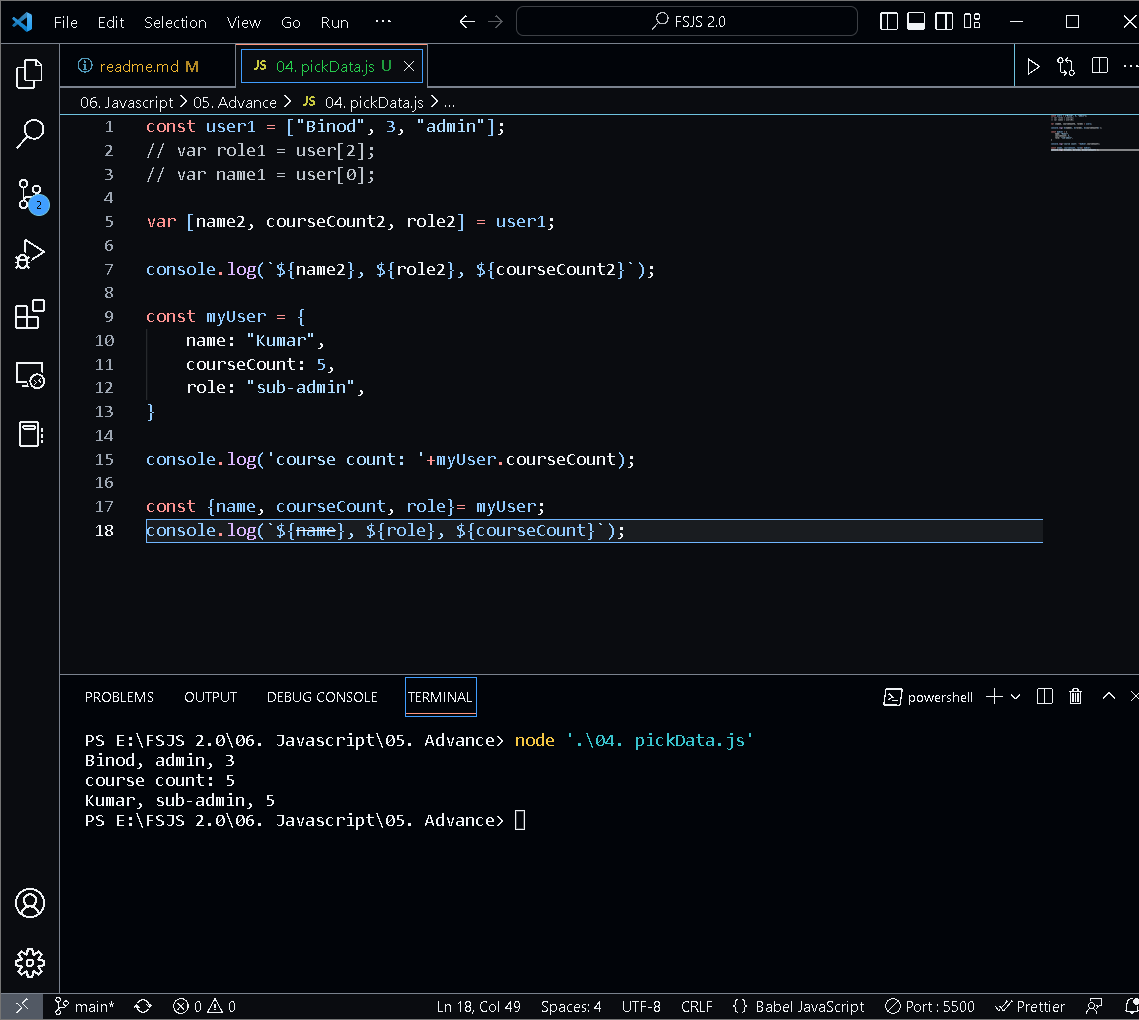 File Edit Selection View Go Run ··· FSJS 2.0
readme.md M JS 04. pickData.js U
06. Javascript > 05. Advance > JS 04. pickData.js > ...
1 const user1 = ["Binod", 3, "admin"];
2 // var role1 = user[2];
3 // var name1 = user[0];
4
5 var [name2, courseCount2, role2] = user1;
6
7 console.log(`${name2}, ${role2}, ${courseCount2}`);
8
9 const myUser = {
10 name: "Kumar",
11 courseCount: 5,
12 role: "sub-admin",
13 }
14
15 console.log('course count: '+myUser.courseCount);
16
17 const {name, courseCount, role}= myUser;
18 console.log(`${name}, ${role}, ${courseCount}`);
2
PROBLEMS OUTPUT DEBUG CONSOLE TERMINAL powershell
PS E:\FSJS 2.0\06. Javascript\05. Advance> node '.\04. pickData.js'
Binod, admin, 3
course count: 5
Kumar, sub-admin, 5
PS E:\FSJS 2.0\06. Javascript\05. Advance>
main* 0 0 Ln 18, Col 49 Spaces: 4 UTF-8 CRLF {} Babel JavaScript Port : 5500 Prettier